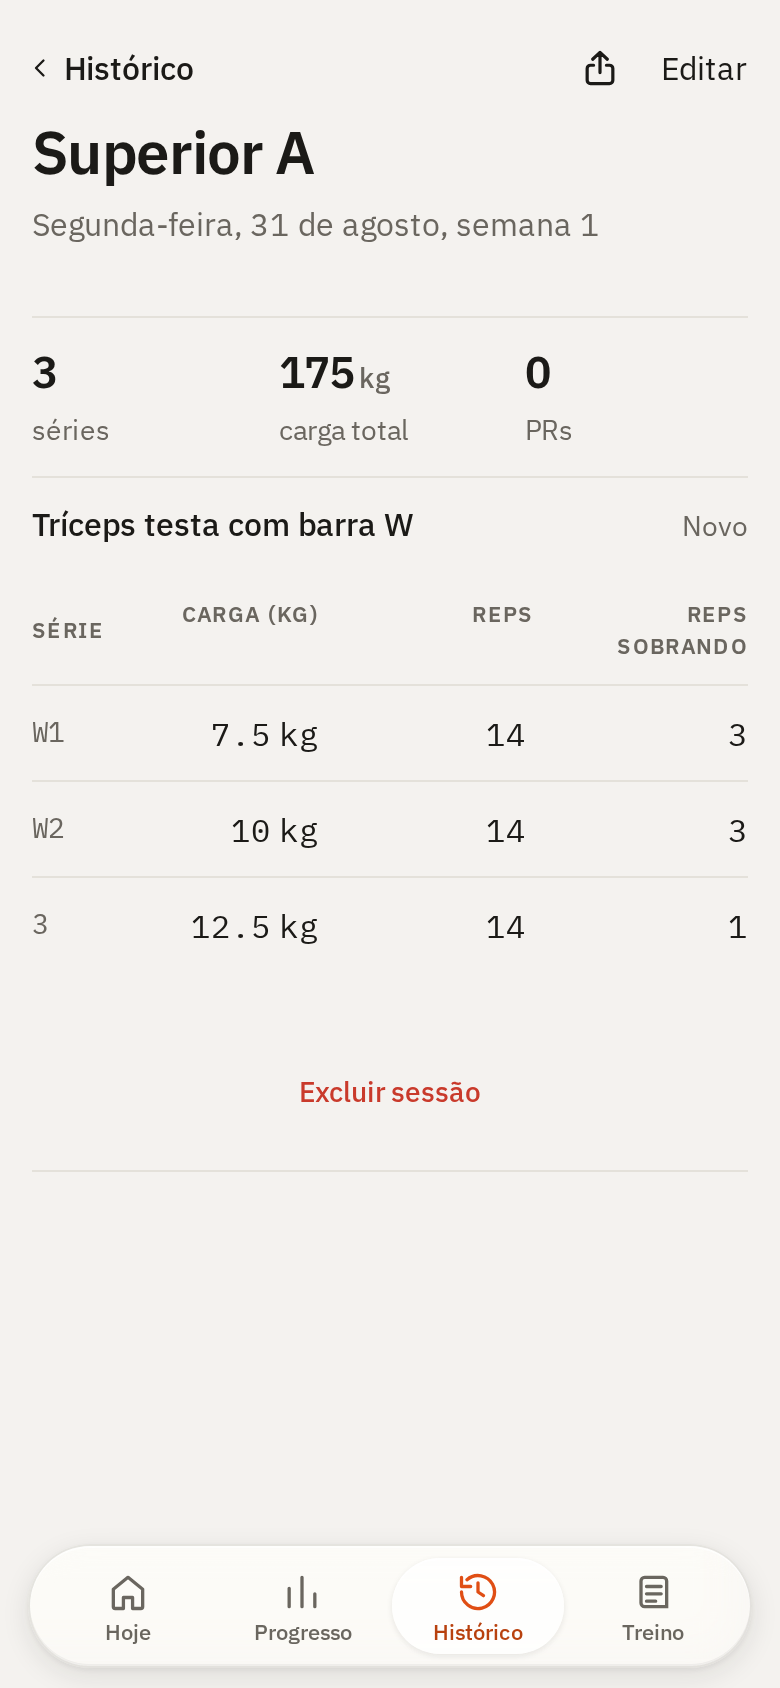 Histórico
Editar
Superior A
Segunda-feira, 31 de agosto, semana 1
3 175 kg 0
séries carga total PRs
Tríceps testa com barra W Novo
SÉRIE CARGA (KG) REPS REPS SOBRANDO
W1 7.5 kg 14 3
W2 10 kg 14 3
3 12.5 kg 14 1
Excluir sessão
Hoje Progresso Histórico Treino